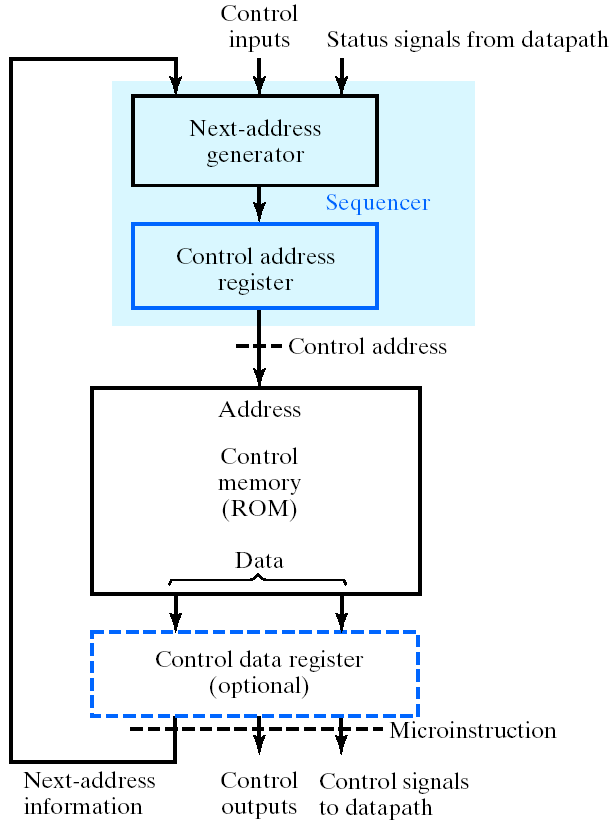 Control
inputs
Status signals from datapath
Next-address
generator
Sequencer
Control address
register
Control address
Address
Control
memory
(ROM)
Data
Control data register
(optional)
Microinstruction
Next-address
information
Control
outputs
Control signals
to datapath